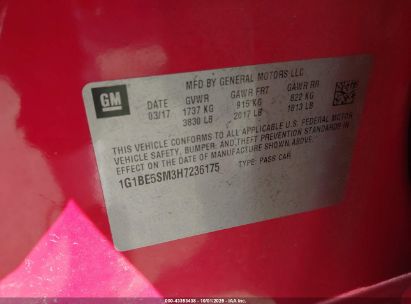 MFD BY GENERAL MOTORS LLC
GM
DATE GVWR GAWR FRT GAWR RR
03/17 1737 KG 915 KG 822 KG
3830 LB 2017 LB 1813 LB
THIS VEHICLE CONFORMS TO ALL APPLICABLE U.S. FEDERAL MOTOR
VEHICLE SAFETY, BUMPER, AND THEFT PREVENTION STANDARDS IN
EFFECT ON THE DATE OF MANUFACTURE SHOWN ABOVE.
1G1BE5SM3H7236175 TYPE: PASS CAR